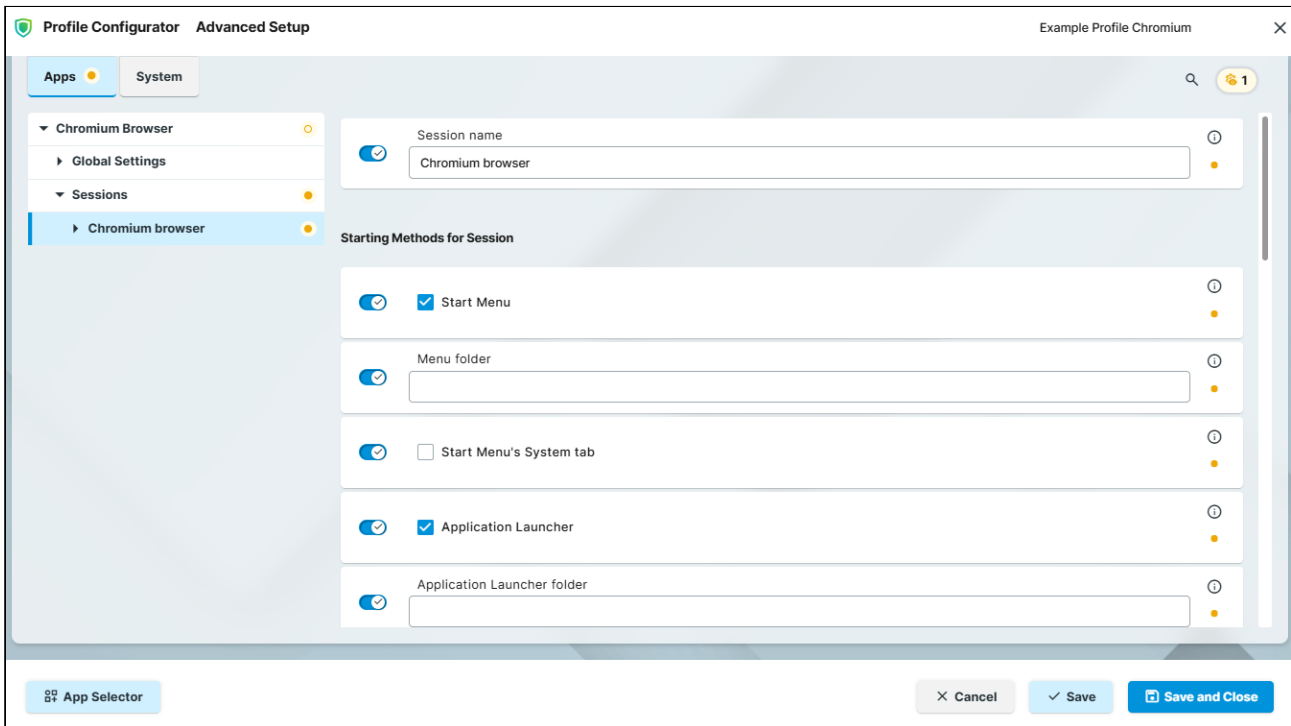 Profile Configurator Advanced Setup Example Profile Chromium
Apps System 1
Chromium Browser
Global Settings
Sessions
Chromium browser
Session name
Chromium browser
Starting Methods for Session
Start Menu
Menu folder
Start Menu's System tab
Application Launcher
Application Launcher folder
App Selector Cancel Save Save and Close